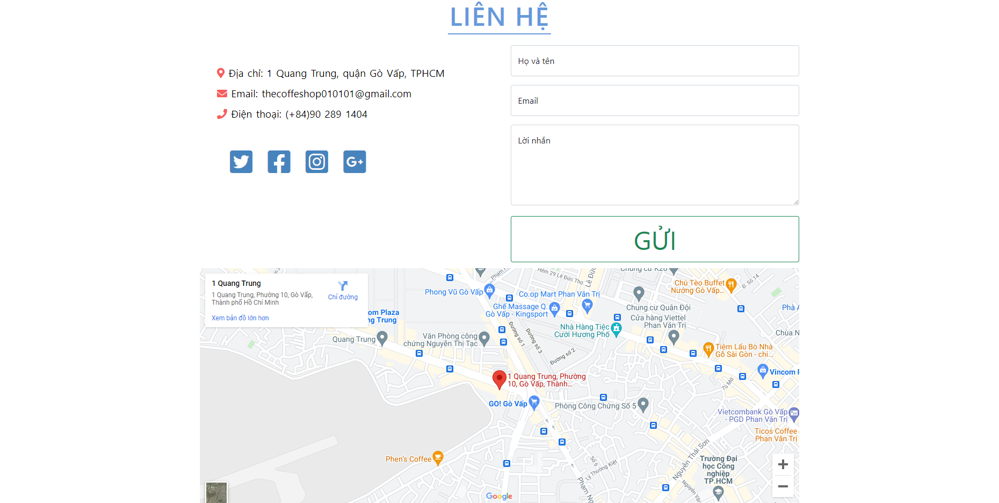 LIÊN HỆ
Địa chỉ: 1 Quang Trung, quận Gò Vấp, TPHCM
Email: thecoffeshop010101@gmail.com
Điện thoại: (+84)90 289 1404
Họ và tên
Email
Lời nhắn
GỬI
1 Quang Trung
1 Quang Trung, Phường 10, Gò Vấp,
Thành phố Hồ Chí Minh
Chỉ đường
Xem bản đồ lớn hơn
com Plaza
ng Trung
Phong Vũ Gò Vấp
Co.op Mart Phan Văn Trị
Ghế Massage Q.
Gò Vấp - Kingsport
Hẻm 29 Lê Đức Thọ
Lê Đức
Chung cư K26
Chú Tèo Buffet
Nướng Gò Vấp...
Đ. Số 14
Chung cư Quân Đội
Cửa hàng Viettel
Phan Văn Trị
Phà A
Chùa N
Nhà Hàng Tiệc
Cưới Hương Phố
Quang Trung
Văn Phòng công
chứng Nguyễn Thị Tạc
Đường số 1
Đường số 3
Đường số 2
Tiệm Lẩu Bò Nhà
Gỗ Sài Gòn - chi...
Vincom P
Tú Mỡ
1 Quang Trung, Phường
10, Gò Vấp, Thành...
GO! Gò Vấp
Phòng Công Chứng Số 5
Vietcombank Gò Vấp
- PGD Phan Văn Trị
Ticos Coffee
Phan Văn Trị
Phen's Coffee
Số 6
Lý Thường Kiệt
Nguyễn Thái Sơn
Trường Đại
học Công
nghiệp
TP.HCM
Nguyễn Văn
Phạm Ng
Google